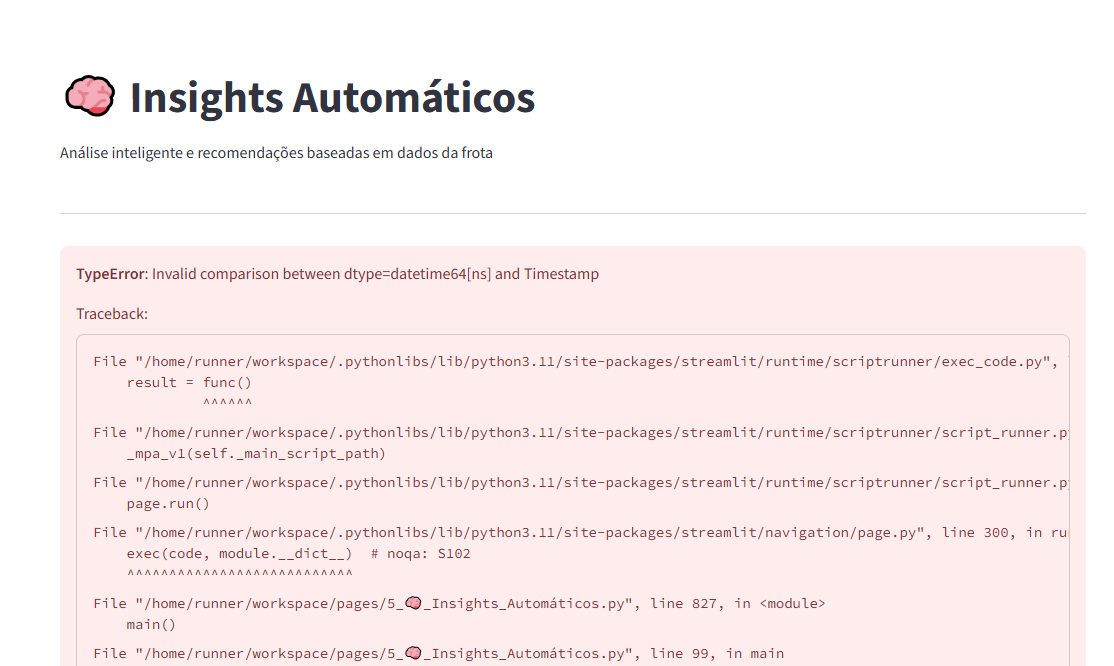 🧠 Insights Automáticos
Análise inteligente e recomendações baseadas em dados da frota
TypeError: Invalid comparison between dtype=datetime64[ns] and Timestamp
Traceback:
File "/home/runner/workspace/.pythonlibs/lib/python3.11/site-packages/streamlit/runtime/scriptrunner/exec_code.py",
    result = func()
             ^^^^^^
File "/home/runner/workspace/.pythonlibs/lib/python3.11/site-packages/streamlit/runtime/scriptrunner/script_runner.p
    _mpa_v1(self._main_script_path)
File "/home/runner/workspace/.pythonlibs/lib/python3.11/site-packages/streamlit/runtime/scriptrunner/script_runner.p
    page.run()
File "/home/runner/workspace/.pythonlibs/lib/python3.11/site-packages/streamlit/navigation/page.py", line 300, in ru
    exec(code, module.__dict__)  # noqa: S102
    ^^^^^^^^^^^^^^^^^^^^^^^^^^^
File "/home/runner/workspace/pages/5_🧠_Insights_Automáticos.py", line 827, in <module>
    main()
File "/home/runner/workspace/pages/5_🧠_Insights_Automáticos.py", line 99, in main